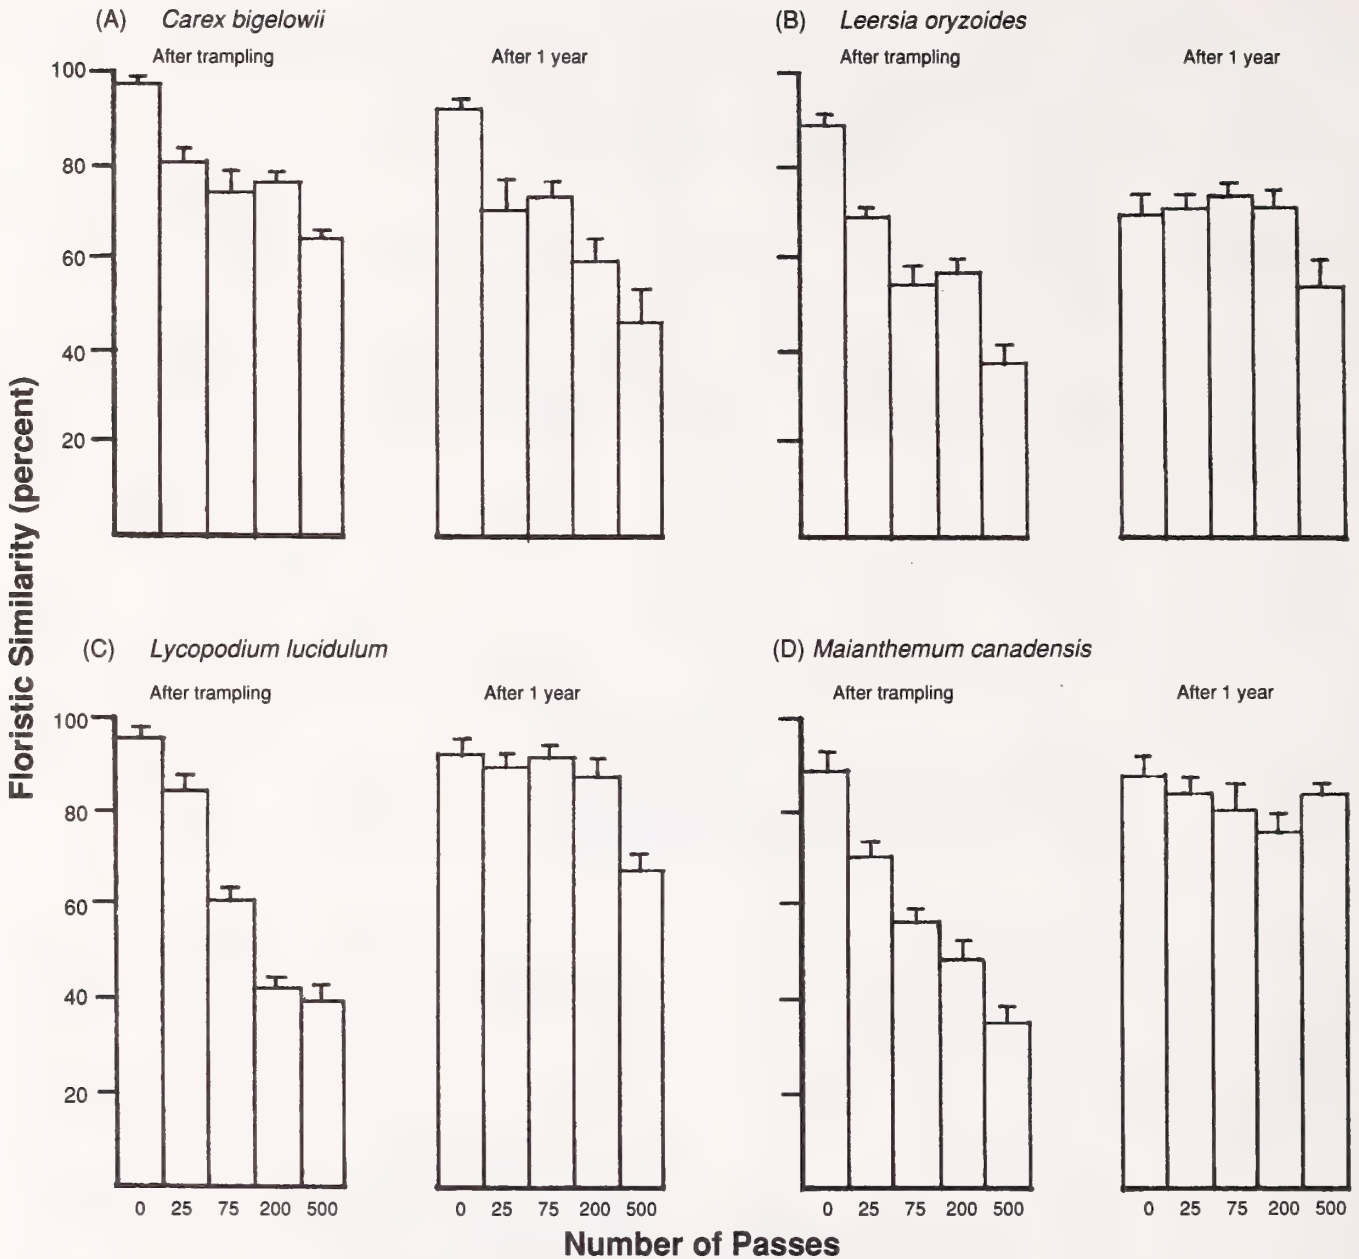 (A) Carex bigelowii
After trampling
After 1 year
(B) Leersia oryzoides
After trampling
After 1 year
100
80
60
40
20
Floristic Similarity (percent)
(C) Lycopodium lucidulum
After trampling
After 1 year
(D) Maianthemum canadensis
After trampling
After 1 year
100
80
60
40
20
0 25 75 200 500
0 25 75 200 500
0 25 75 200 500
0 25 75 200 500
Number of Passes